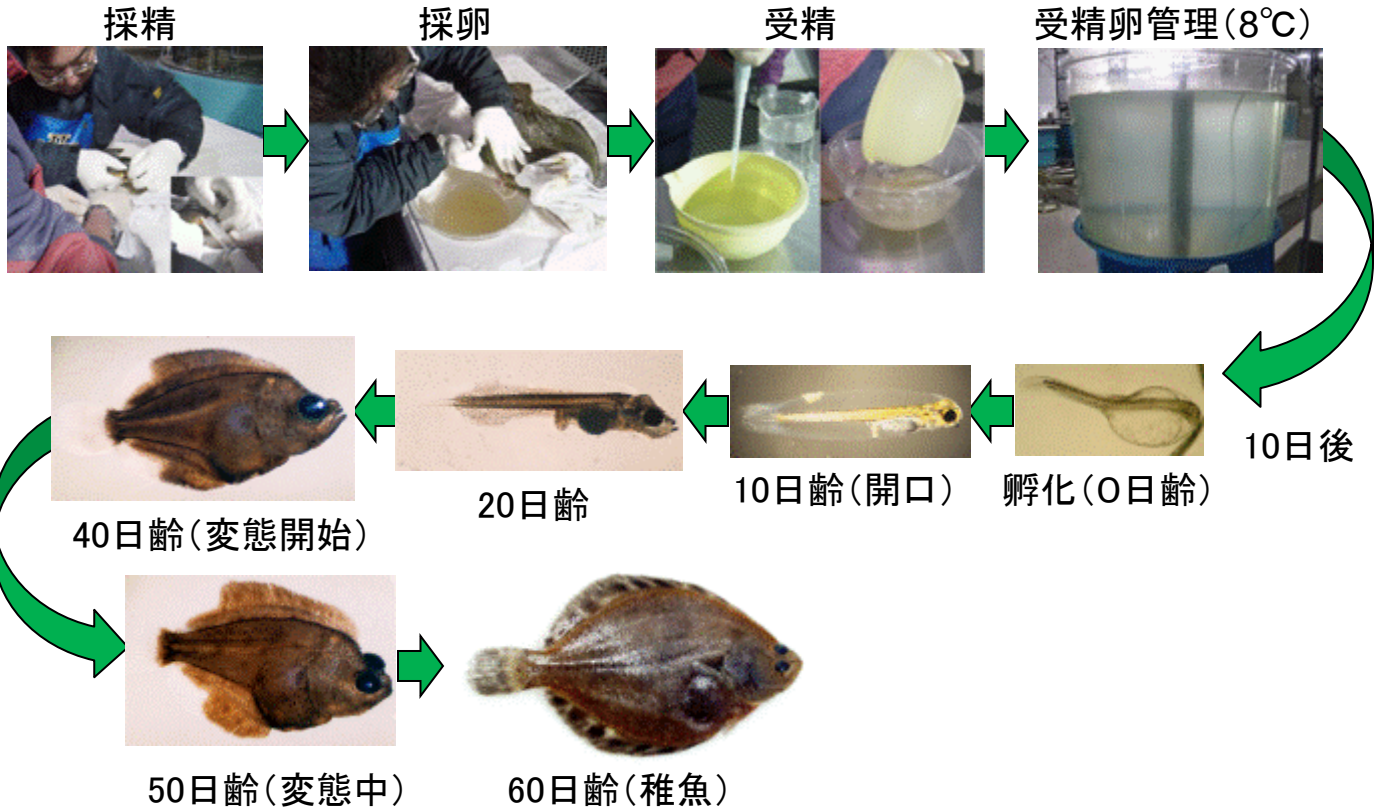 採精
採卵
受精
受精卵管理(8℃)
10日後
孵化(0日齢)
10日齢(開口)
20日齢
40日齢(変態開始)
50日齢(変態中)
60日齢(稚魚)